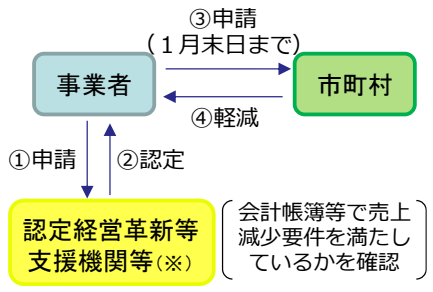 ③申請
(１月末日まで)
事業者
市町村
④軽減
①申請
②認定
認定経営革新等
支援機関等(※)
会計帳簿等で売上
減少要件を満たし
ているかを確認